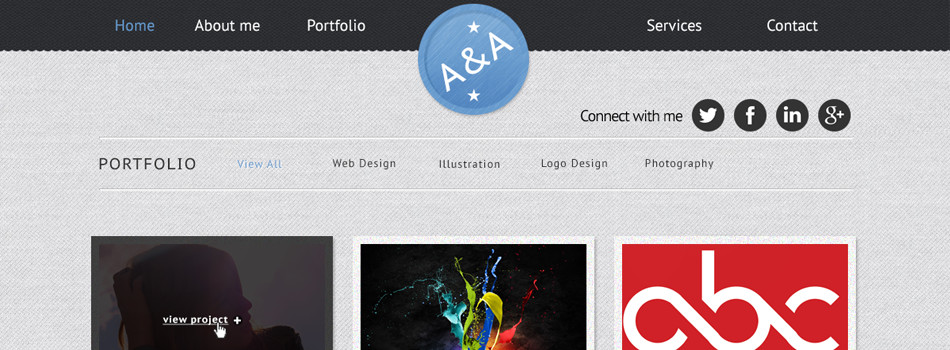 Home About me Portfolio Services Contact
A&A
Connect with me
PORTFOLIO View All Web Design Illustration Logo Design Photography
view project +
abc